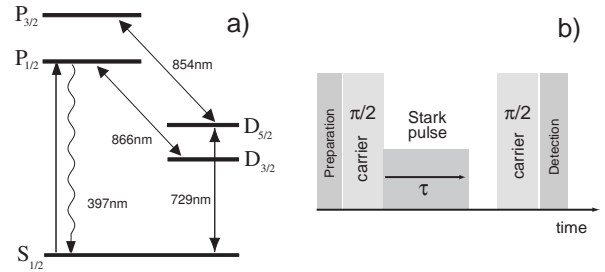 a)
P3/2
P1/2
854nm
866nm
D5/2
D3/2
397nm
729nm
S1/2
b)
Preparation
π/2
carrier
Stark
pulse
τ
π/2
carrier
Detection
time